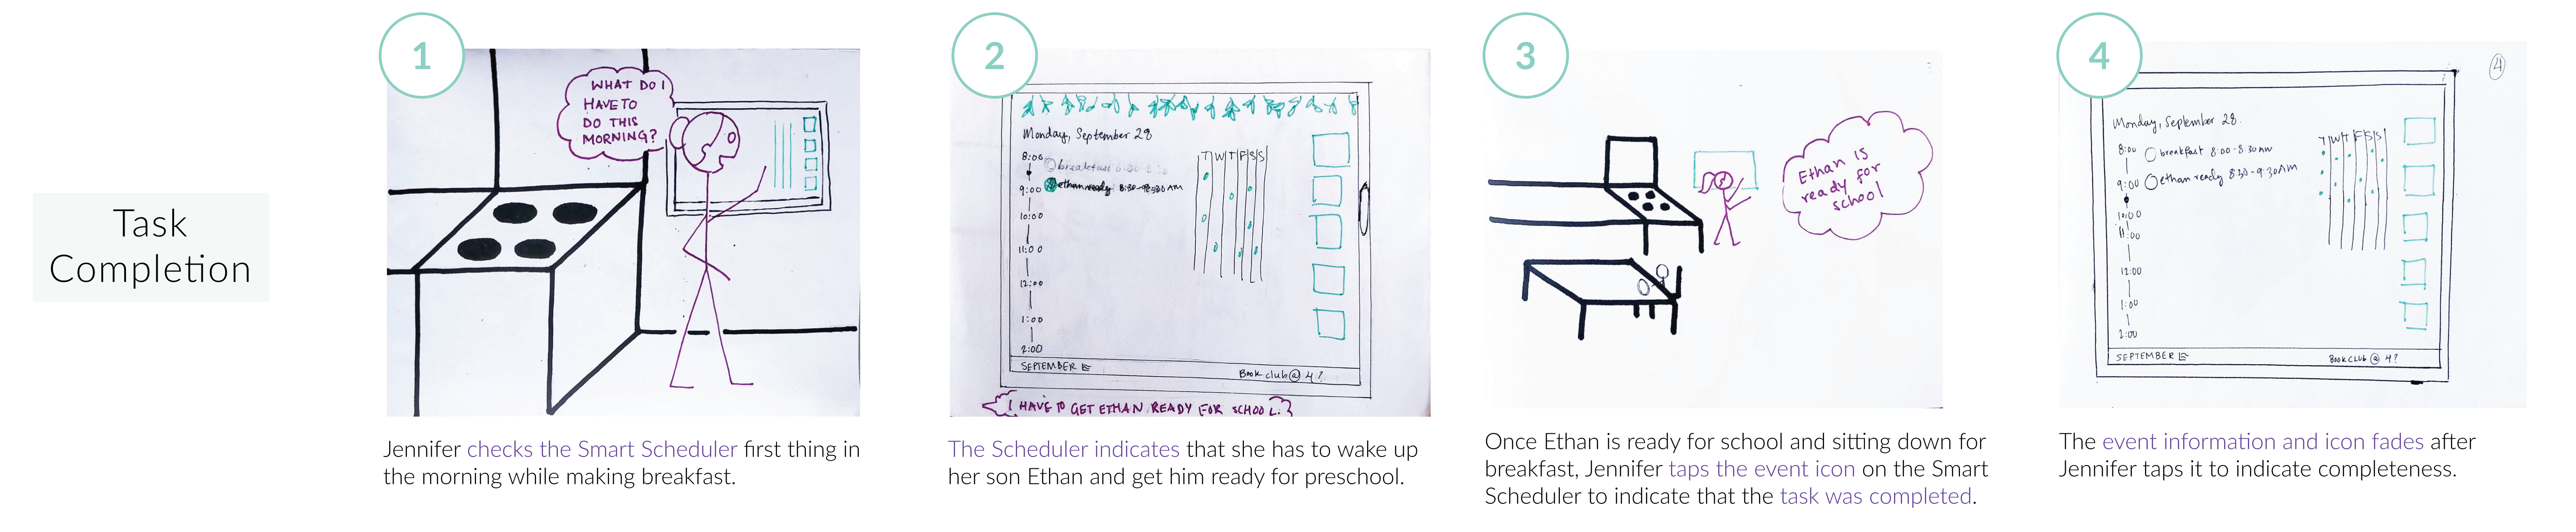 Task
Completion
1
WHAT DO I
HAVE TO
DO THIS
MORNING?
Jennifer checks the Smart Scheduler first thing in
the morning while making breakfast.
2
Monday, September 28
T W T F S S
8:00
breakfast
9:00 ethan ready 8:30-9:30 AM
10:00
11:00
12:00
1:00
2:00
SEPTEMBER
Book club @ 4?
I HAVE TO GET ETHAN READY FOR SCHOOL.
The Scheduler indicates that she has to wake up
her son Ethan and get him ready for preschool.
3
Ethan is
ready for
school
Once Ethan is ready for school and sitting down for
breakfast, Jennifer taps the event icon on the Smart
Scheduler to indicate that the task was completed.
4
4
Monday, September 28.
T W T F S S
8:00 breakfast 8:00-8:30 AM
9:00 ethan ready 8:30-9:30AM
10:00
11:00
12:00
1:00
2:00
SEPTEMBER
BOOK CLUB @ 4?
The event information and icon fades after
Jennifer taps it to indicate completeness.